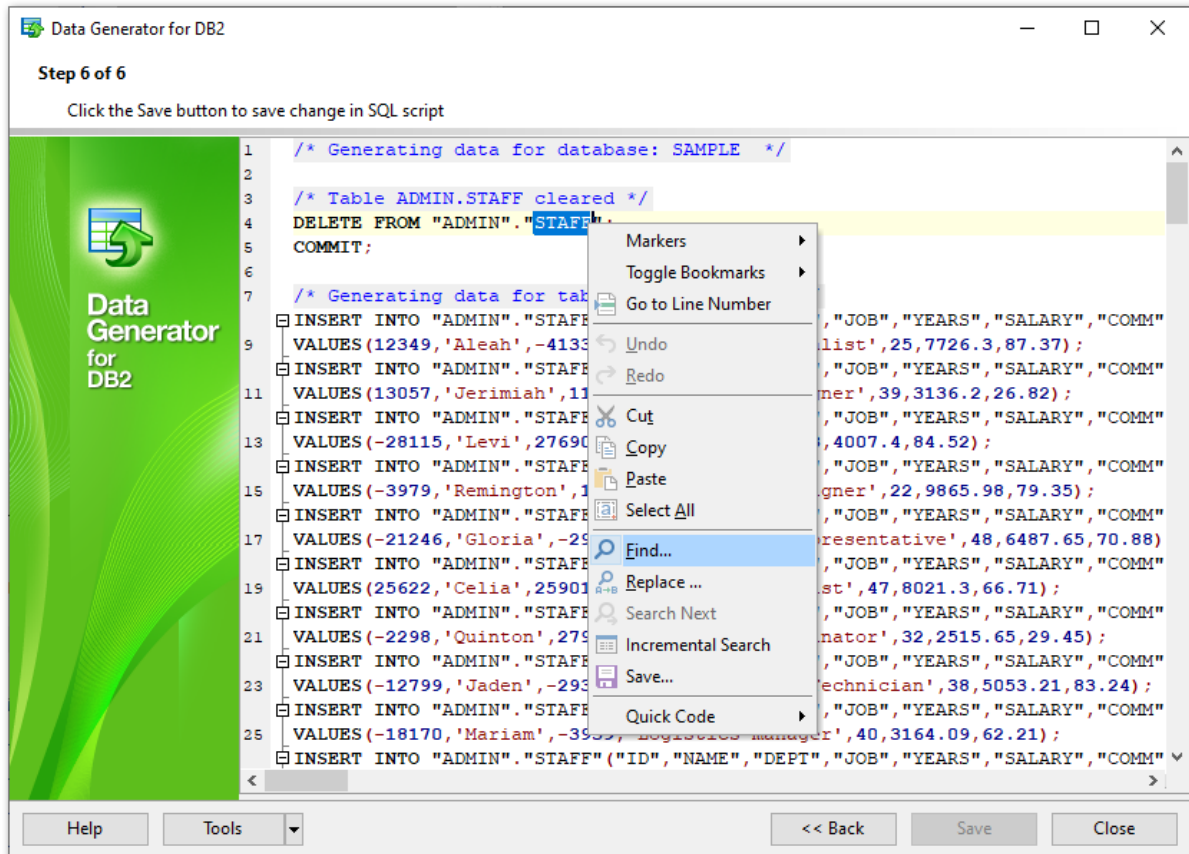 Data Generator for DB2
Step 6 of 6
Click the Save button to save change in SQL script
Data
Generator
for
DB2
1 /* Generating data for database: SAMPLE */
2
3 /* Table ADMIN.STAFF cleared */
4 DELETE FROM "ADMIN"."STAFF";
5 COMMIT;
6
7 /* Generating data for tab
INSERT INTO "ADMIN"."STAFF ","JOB","YEARS","SALARY","COMM"
9 VALUES(12349,'Aleah',-4133 list',25,7726.3,87.37);
INSERT INTO "ADMIN"."STAFF ","JOB","YEARS","SALARY","COMM"
11 VALUES(13057,'Jerimiah',11 ner',39,3136.2,26.82);
INSERT INTO "ADMIN"."STAFF ","JOB","YEARS","SALARY","COMM"
13 VALUES(-28115,'Levi',27690 ,4007.4,84.52);
INSERT INTO "ADMIN"."STAFF ","JOB","YEARS","SALARY","COMM"
15 VALUES(-3979,'Remington',1 gner',22,9865.98,79.35);
INSERT INTO "ADMIN"."STAFF ","JOB","YEARS","SALARY","COMM"
17 VALUES(-21246,'Gloria',-29 presentative',48,6487.65,70.88)
INSERT INTO "ADMIN"."STAFF ","JOB","YEARS","SALARY","COMM"
19 VALUES(25622,'Celia',25901 st',47,8021.3,66.71);
INSERT INTO "ADMIN"."STAFF ","JOB","YEARS","SALARY","COMM"
21 VALUES(-2298,'Quinton',279 nator',32,2515.65,29.45);
INSERT INTO "ADMIN"."STAFF ","JOB","YEARS","SALARY","COMM"
23 VALUES(-12799,'Jaden',-293 echnician',38,5053.21,83.24);
INSERT INTO "ADMIN"."STAFF ","JOB","YEARS","SALARY","COMM"
25 VALUES(-18170,'Mariam',-3939,'Logistics manager',40,3164.09,62.21);
INSERT INTO "ADMIN"."STAFF"("ID","NAME","DEPT","JOB","YEARS","SALARY","COMM"
Markers
Toggle Bookmarks
Go to Line Number
Undo
Redo
Cut
Copy
Paste
Select All
Find...
Replace ...
Search Next
Incremental Search
Save...
Quick Code
Help
Tools
<< Back
Save
Close